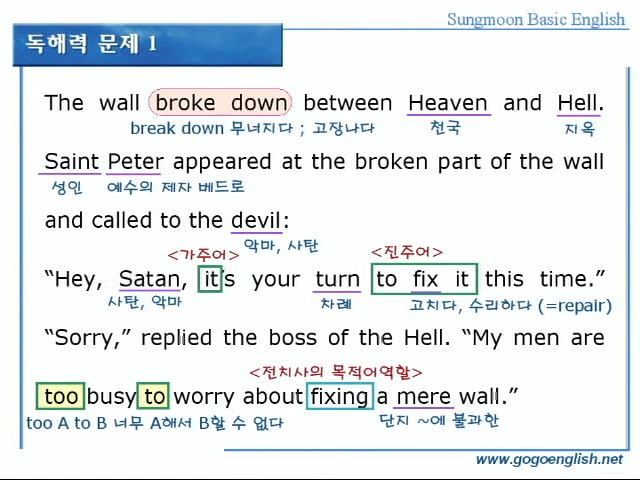 Sungmoon Basic English
독해력 문제 1
The wall broke down between Heaven and Hell.
break down 무너지다 ; 고장나다 천국 지옥
Saint Peter appeared at the broken part of the wall
성인 예수의 제자 베드로
and called to the devil:
악마, 사탄
<가주어> <진주어>
“Hey, Satan, it’s your turn to fix it this time.”
사탄, 악마 차례 고치다, 수리하다 (=repair)
“Sorry,” replied the boss of the Hell. “My men are
<전치사의 목적어역할>
too busy to worry about fixing a mere wall.”
too A to B 너무 A해서 B할 수 없다 단지 ~에 불과한
www.gogoenglish.net